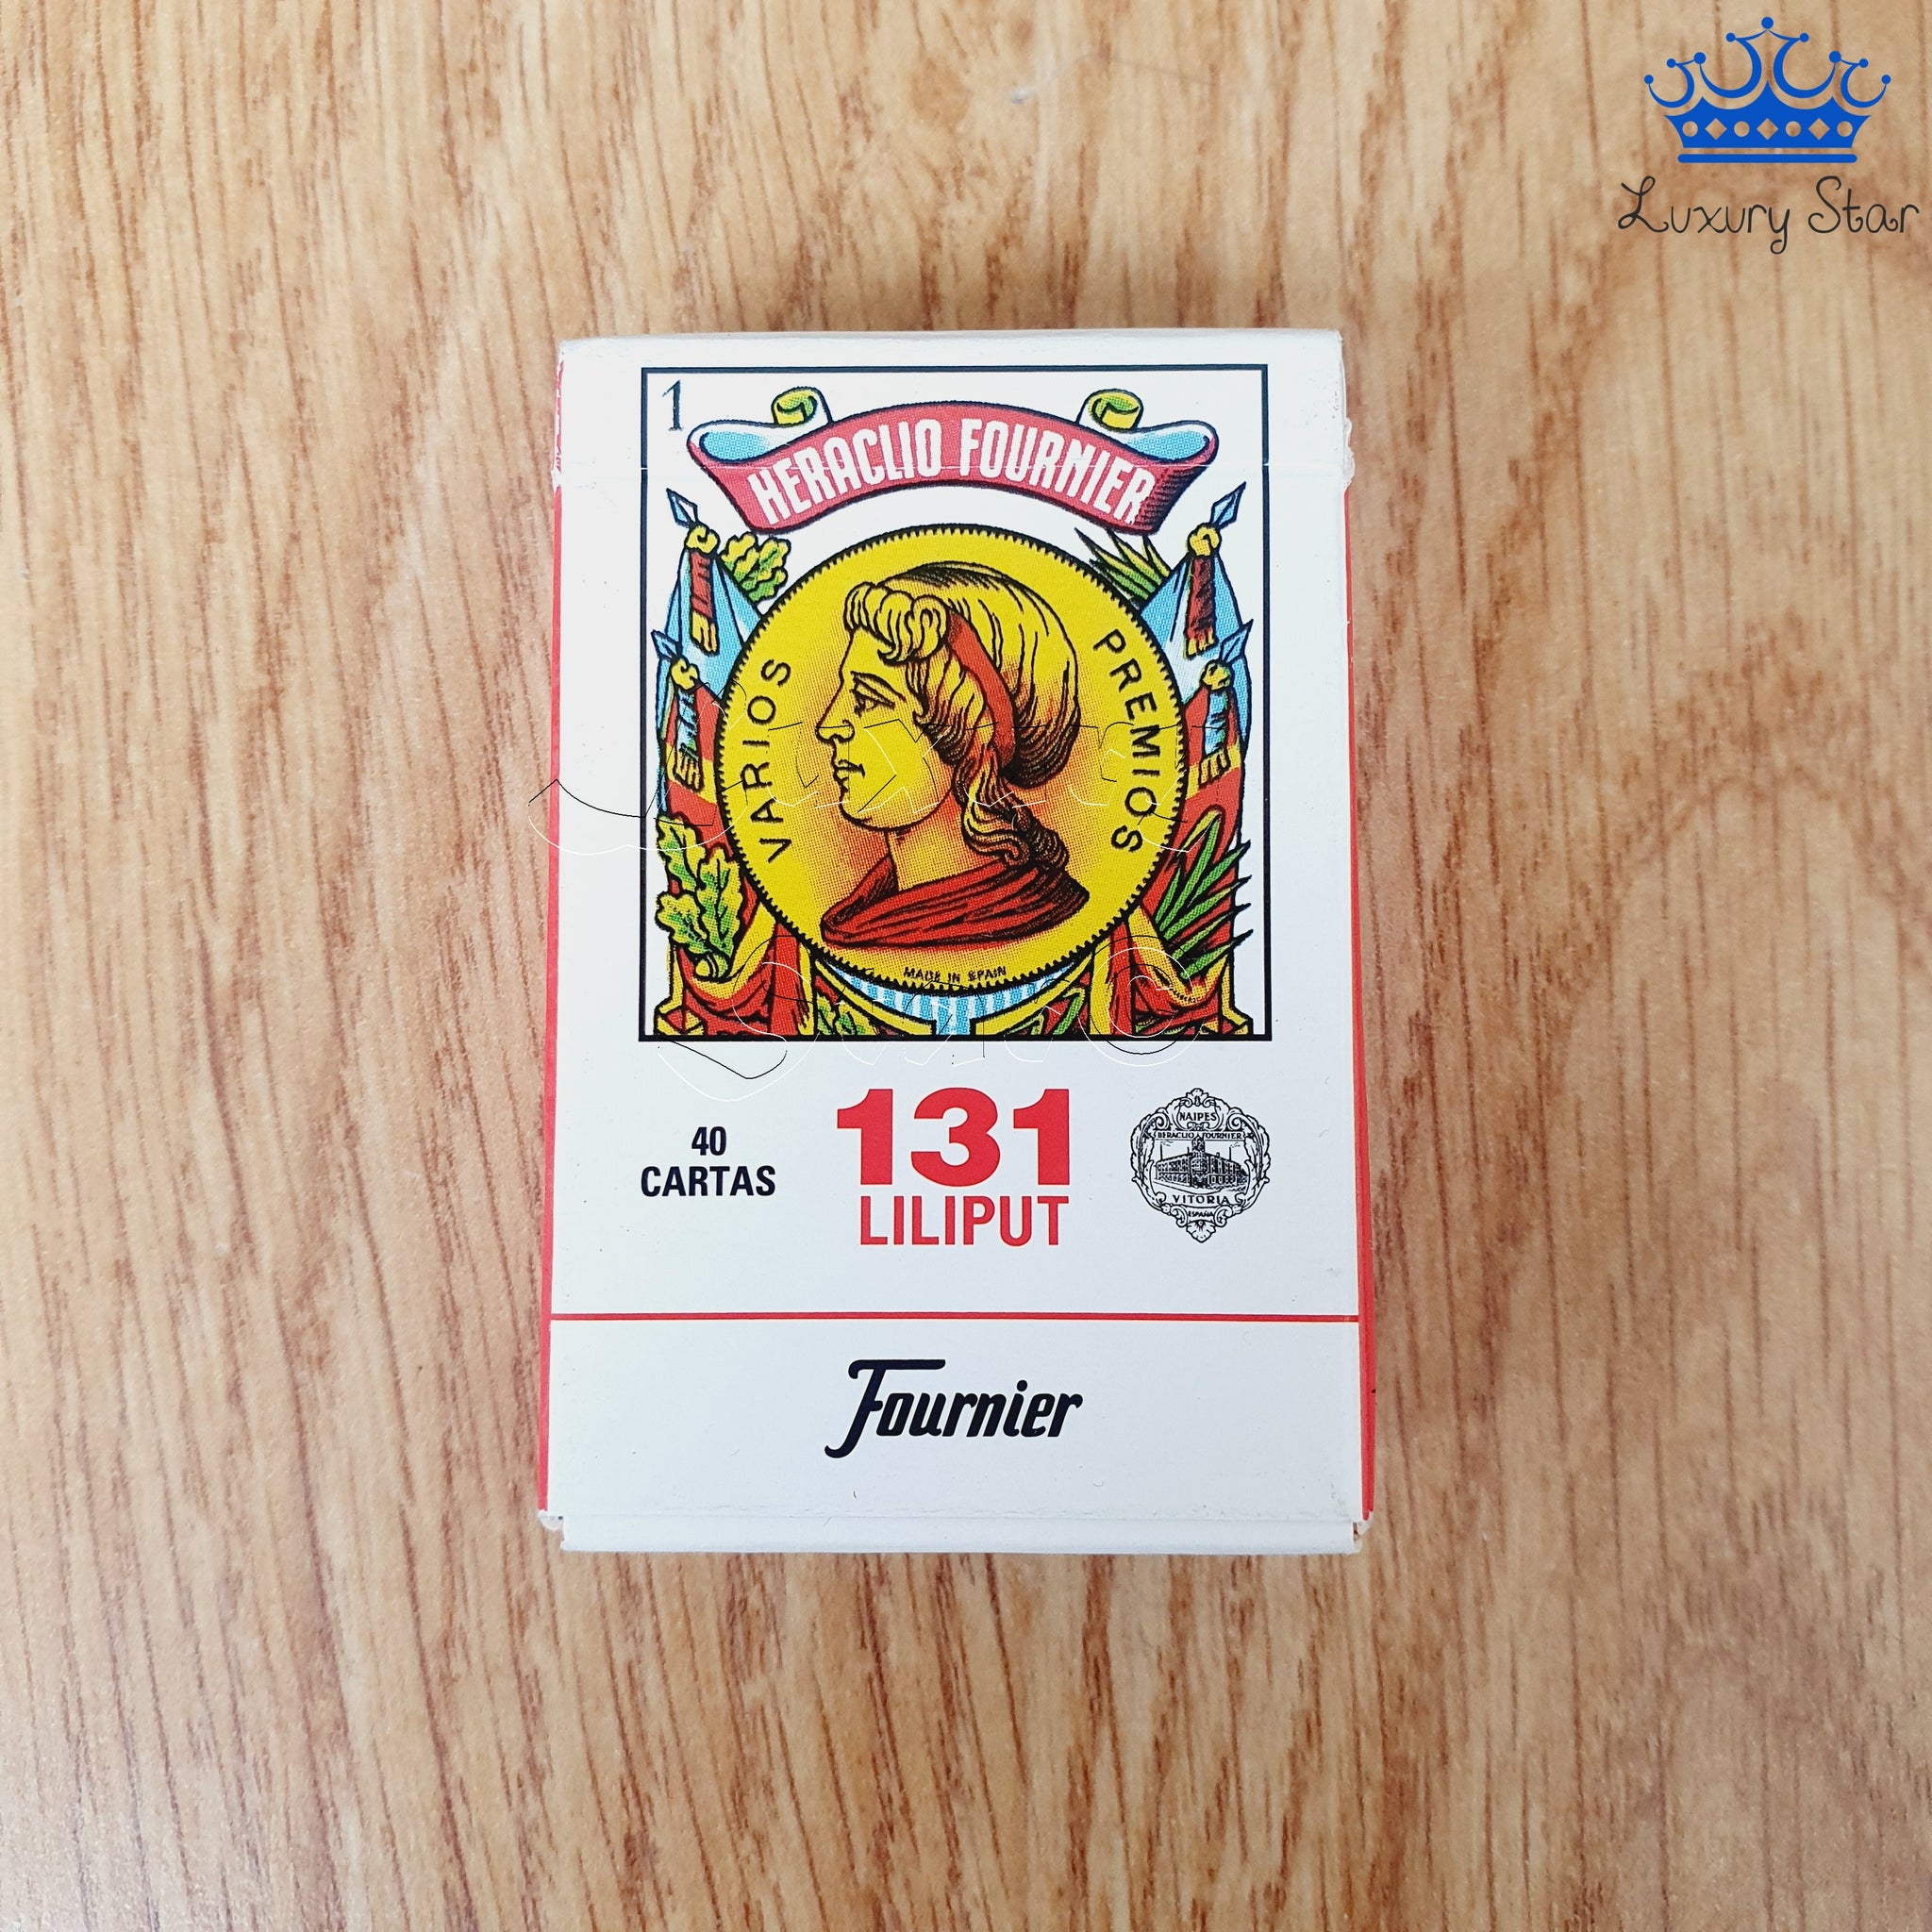 Luxury Star
1
HERACLIO FOURNIER
VARIOS
PREMIOS
MADE IN SPAIN
40
CARTAS
131
LILIPUT
NAIPES
HERACLIO FOURNIER
VITORIA
ESPAÑA
Fournier